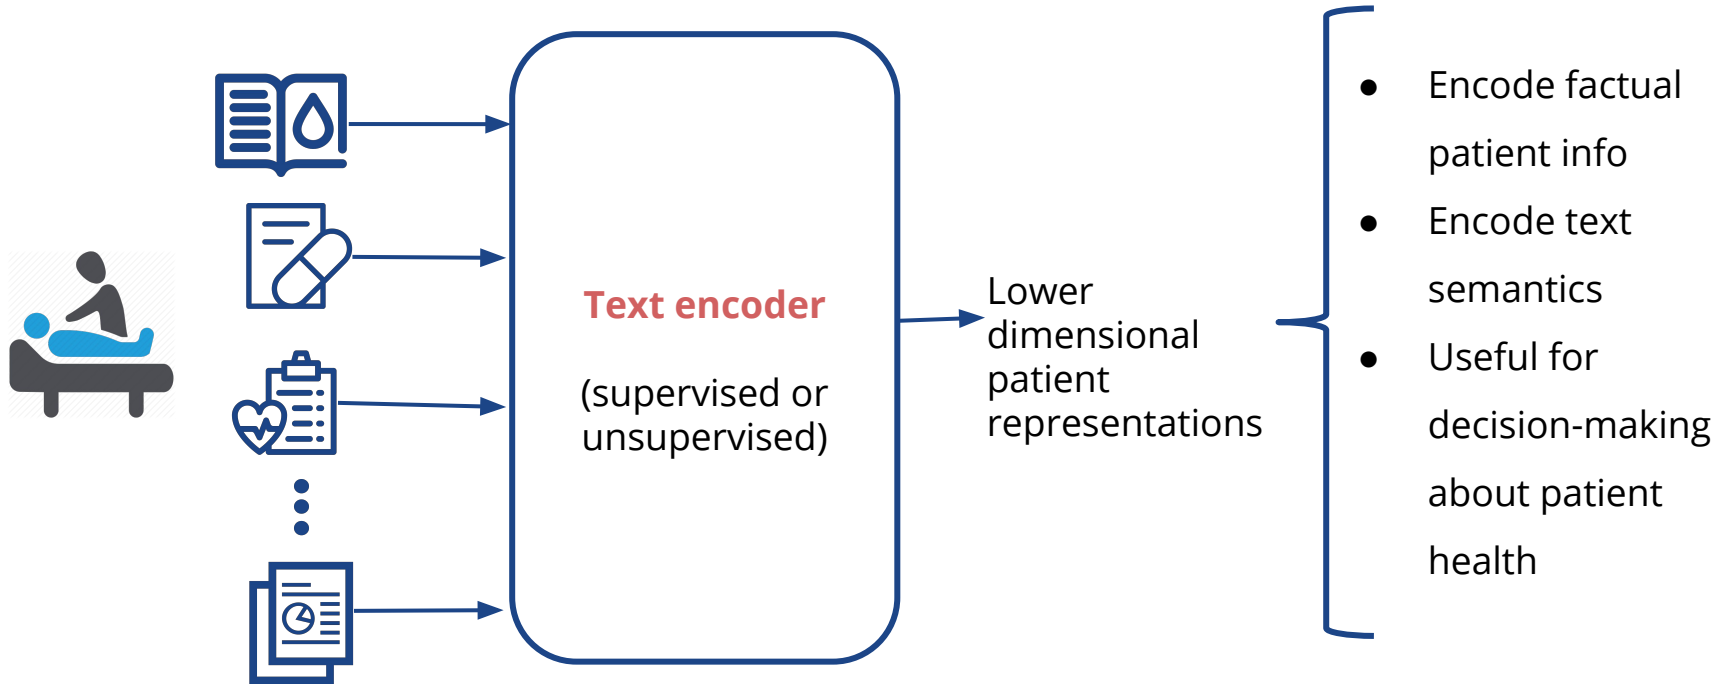 Text encoder
(supervised or
unsupervised)
Lower
dimensional
patient
representations
● Encode factual
patient info
● Encode text
semantics
● Useful for
decision-making
about patient
health